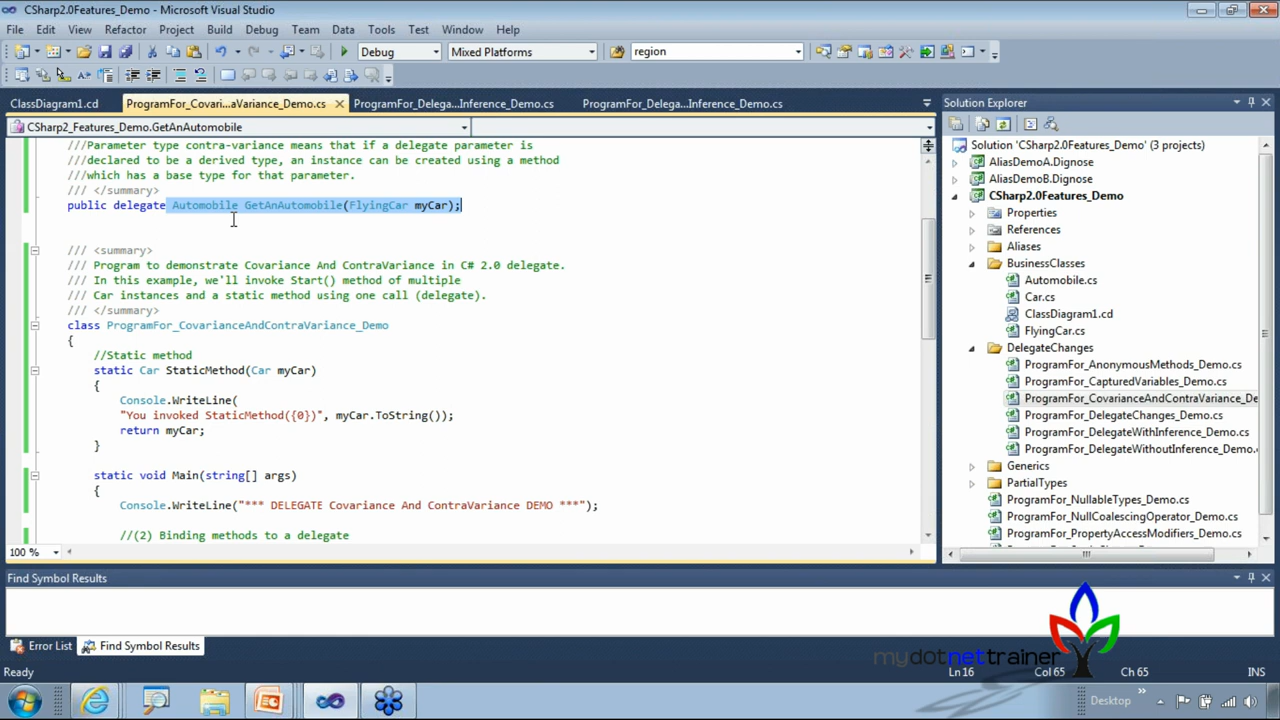 CSharp2.0Features_Demo - Microsoft Visual Studio
File Edit View Refactor Project Build Debug Team Data Tools Test Window Help
Debug Mixed Platforms region
ClassDiagram1.cd ProgramFor_Covari...aVariance_Demo.cs ProgramFor_Delega...Inference_Demo.cs ProgramFor_Delega...Inference_Demo.cs
CSharp2_Features_Demo.GetAnAutomobile
///Parameter type contra-variance means that if a delegate parameter is
///declared to be a derived type, an instance can be created using a method
///which has a base type for that parameter.
/// </summary>
public delegate Automobile GetAnAutomobile(FlyingCar myCar);
/// <summary>
/// Program to demonstrate Covariance And ContraVariance in C# 2.0 delegate.
/// In this example, we'll invoke Start() method of multiple
/// Car instances and a static method using one call (delegate).
/// </summary>
class ProgramFor_CovarianceAndContraVariance_Demo
{
//Static method
static Car StaticMethod(Car myCar)
{
Console.WriteLine(
"You invoked StaticMethod({0})", myCar.ToString());
return myCar;
}
static void Main(string[] args)
{
Console.WriteLine("*** DELEGATE Covariance And ContraVariance DEMO ***");
//(2) Binding methods to a delegate
100 %
Solution Explorer
Solution 'CSharp2.0Features_Demo' (3 projects)
AliasDemoA.Dignose
AliasDemoB.Dignose
CSharp2.0Features_Demo
Properties
References
Aliases
BusinessClasses
Automobile.cs
Car.cs
ClassDiagram1.cd
FlyingCar.cs
DelegateChanges
ProgramFor_AnonymousMethods_Demo.cs
ProgramFor_CapturedVariables_Demo.cs
ProgramFor_CovarianceAndContraVariance_De
ProgramFor_DelegateChanges_Demo.cs
ProgramFor_DelegateWithInference_Demo.cs
ProgramFor_DelegateWithoutInference_Demo.
Generics
PartialTypes
ProgramFor_NullableTypes_Demo.cs
ProgramFor_NullCoalescingOperator_Demo.cs
ProgramFor_PropertyAccessModifiers_Demo.cs
Find Symbol Results
Error List Find Symbol Results
mydotnettrainer
Ready Ln 16 Col 65 Ch 65 INS
Desktop